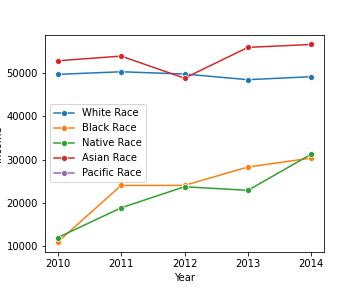 50000
40000
30000
20000
10000
White Race
Black Race
Native Race
Asian Race
Pacific Race
2010 2011 2012 2013 2014
Year